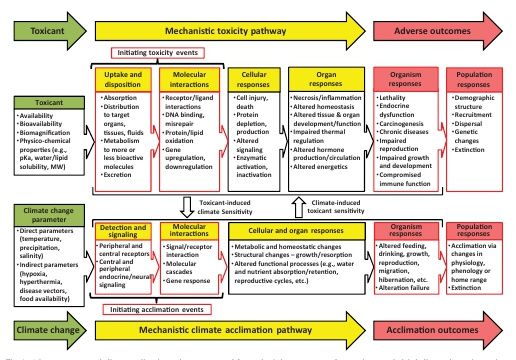 Toxicant
Mechanistic toxicity pathway
Adverse outcomes
Initiating toxicity events
Toxicant
•Availability
•Bioavailability
•Biomagnification
•Physico-chemical
properties (e.g.,
pKa, water/lipid
solubility, MW)
Uptake and
disposition
•Absorption
•Distribution
to target
organs,
tissues, fluids
•Metabolism
to more or
less bioactive
molecules
•Excretion
Molecular
interactions
•Receptor/ligand
interactions
•DNA binding,
misrepair
•Protein/lipid
oxidation
•Gene
upregulation,
downregulation
Cellular
responses
•Cell injury,
death
•Protein
depletion,
production
•Altered
signaling
•Enzymatic
activation,
inactivation
Organ
responses
•Necrosis/inflammation
•Altered homeostasis
•Altered tissue & organ
development/function
•Impaired thermal
regulation
•Altered hormone
production/circulation
•Altered energetics
Organism
responses
•Lethality
•Endocrine
dysfunction
•Carcinogenesis
•Chronic diseases
•Impaired
reproduction
•Impaired growth
and development
•Compromised
immune function
Population
responses
•Demographic
structure
•Recruitment
•Dispersal
•Genetic
changes
•Extinction
Toxicant-induced
climate Sensitivity
Climate-induced
toxicant sensitivity
Climate change
parameter
•Direct parameters
(temperature,
precipitation,
salinity)
•Indirect parameters
(hypoxia,
hyperthermia,
disease vectors,
food availability)
Detection and
signaling
•Peripheral and
central receptors
•Central and
peripheral
endocrine/neural
signaling
Molecular
interactions
•Signal/receptor
interaction
•Molecular
cascades
•Gene response
Cellular and organ responses
•Metabolic and homeostatic changes
•Structural changes – growth/resorption
•Altered functional processes (e.g., water
and nutrient absorption/retention,
reproductive cycles, etc.)
Organism
responses
•Altered feeding,
drinking, growth,
reproduction,
migration,
hibernation, etc.
•Alteration failure
Population
responses
•Acclimation via
changes in
physiology,
phenology or
home range
•Extinction
Initiating acclimation events
Climate change
Mechanistic climate acclimation pathway
Acclimation outcomes